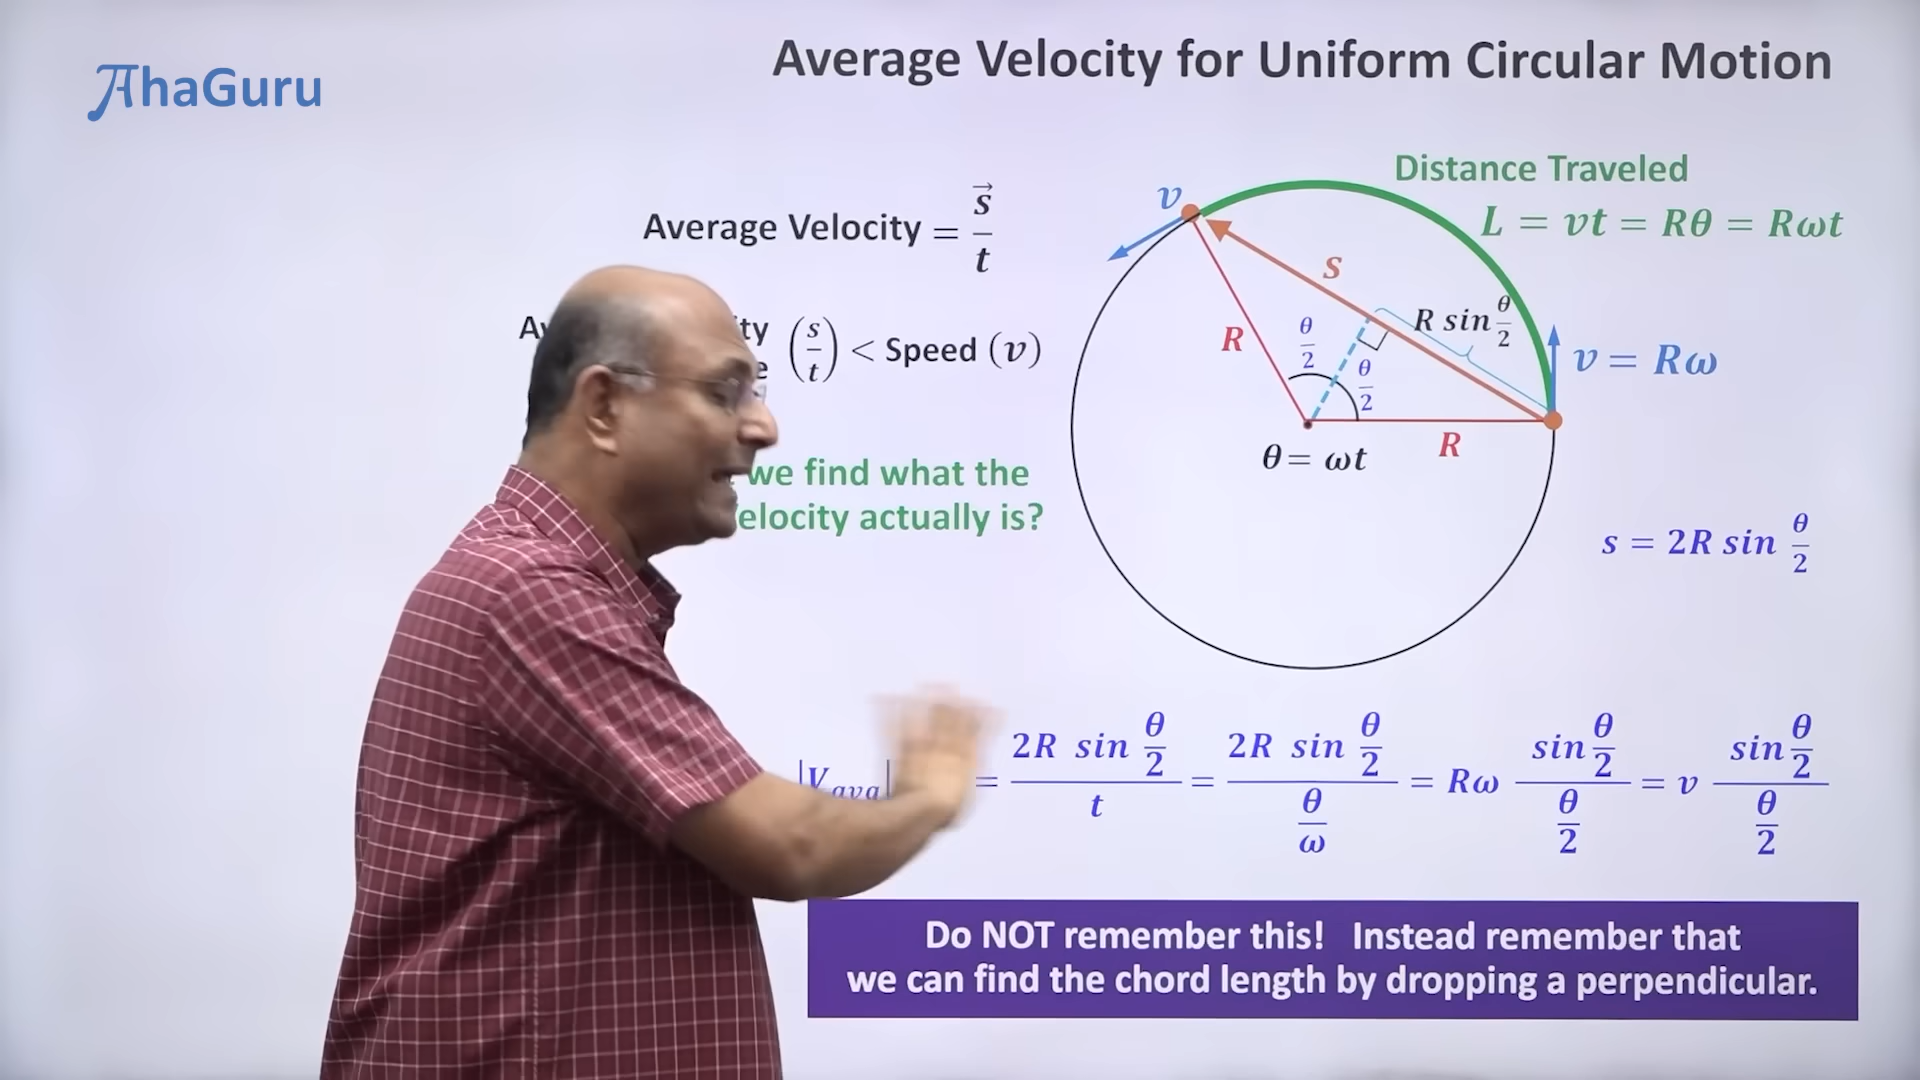 AhaGuru
Average Velocity for Uniform Circular Motion
Average Velocity = \vec{s}/t
(s/t) < Speed (v)
we find what the
elocity actually is?
Distance Traveled
L = vt = Rθ = Rωt
v
s
R sin θ/2
R
θ/2
θ/2
v = Rω
R
θ = ωt
s = 2R sin θ/2
= 2R sin θ/2 / t = 2R sin θ/2 / θ/ω = Rω sin θ/2 / θ/2 = v sin θ/2 / θ/2
Do NOT remember this! Instead remember that
we can find the chord length by dropping a perpendicular.